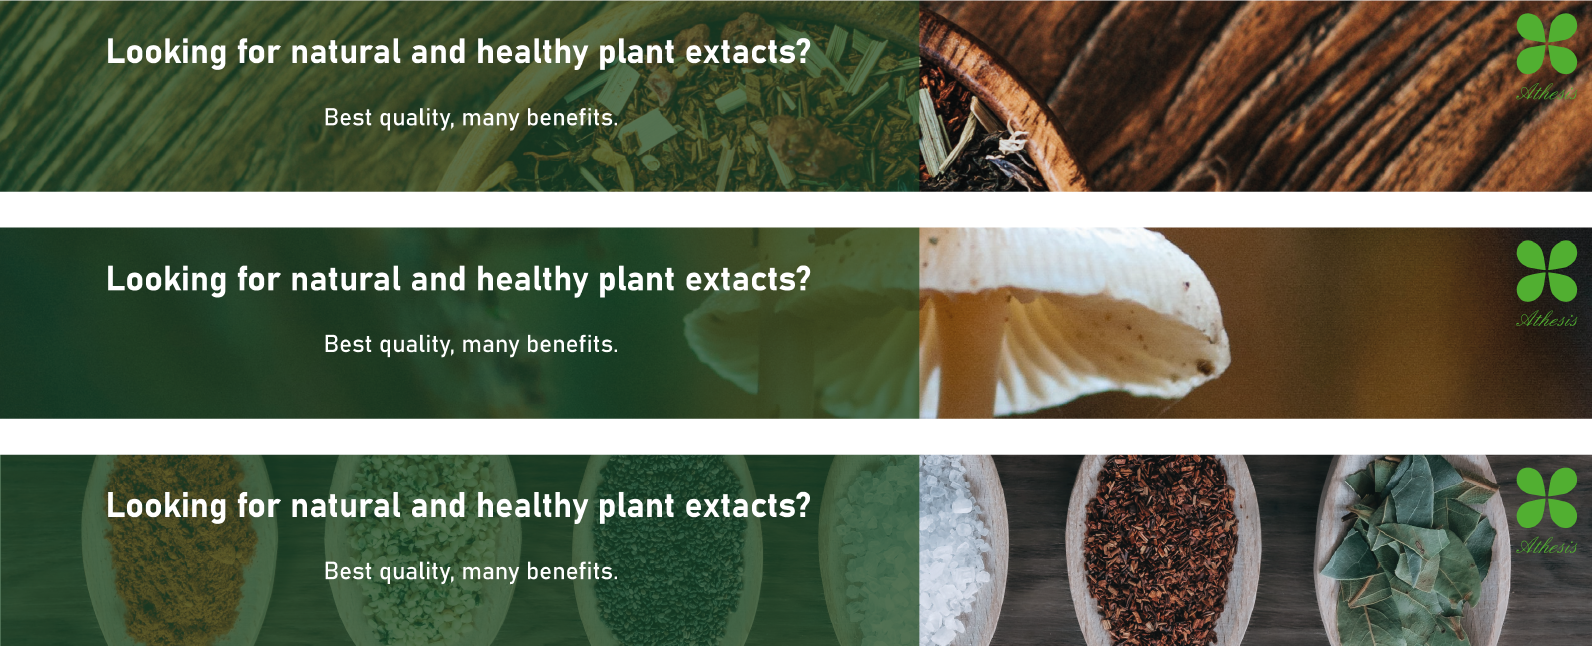 Looking for natural and healthy plant extacts?
Best quality, many benefits.
Athesis
Looking for natural and healthy plant extacts?
Best quality, many benefits.
Athesis
Looking for natural and healthy plant extacts?
Best quality, many benefits.
Athesis